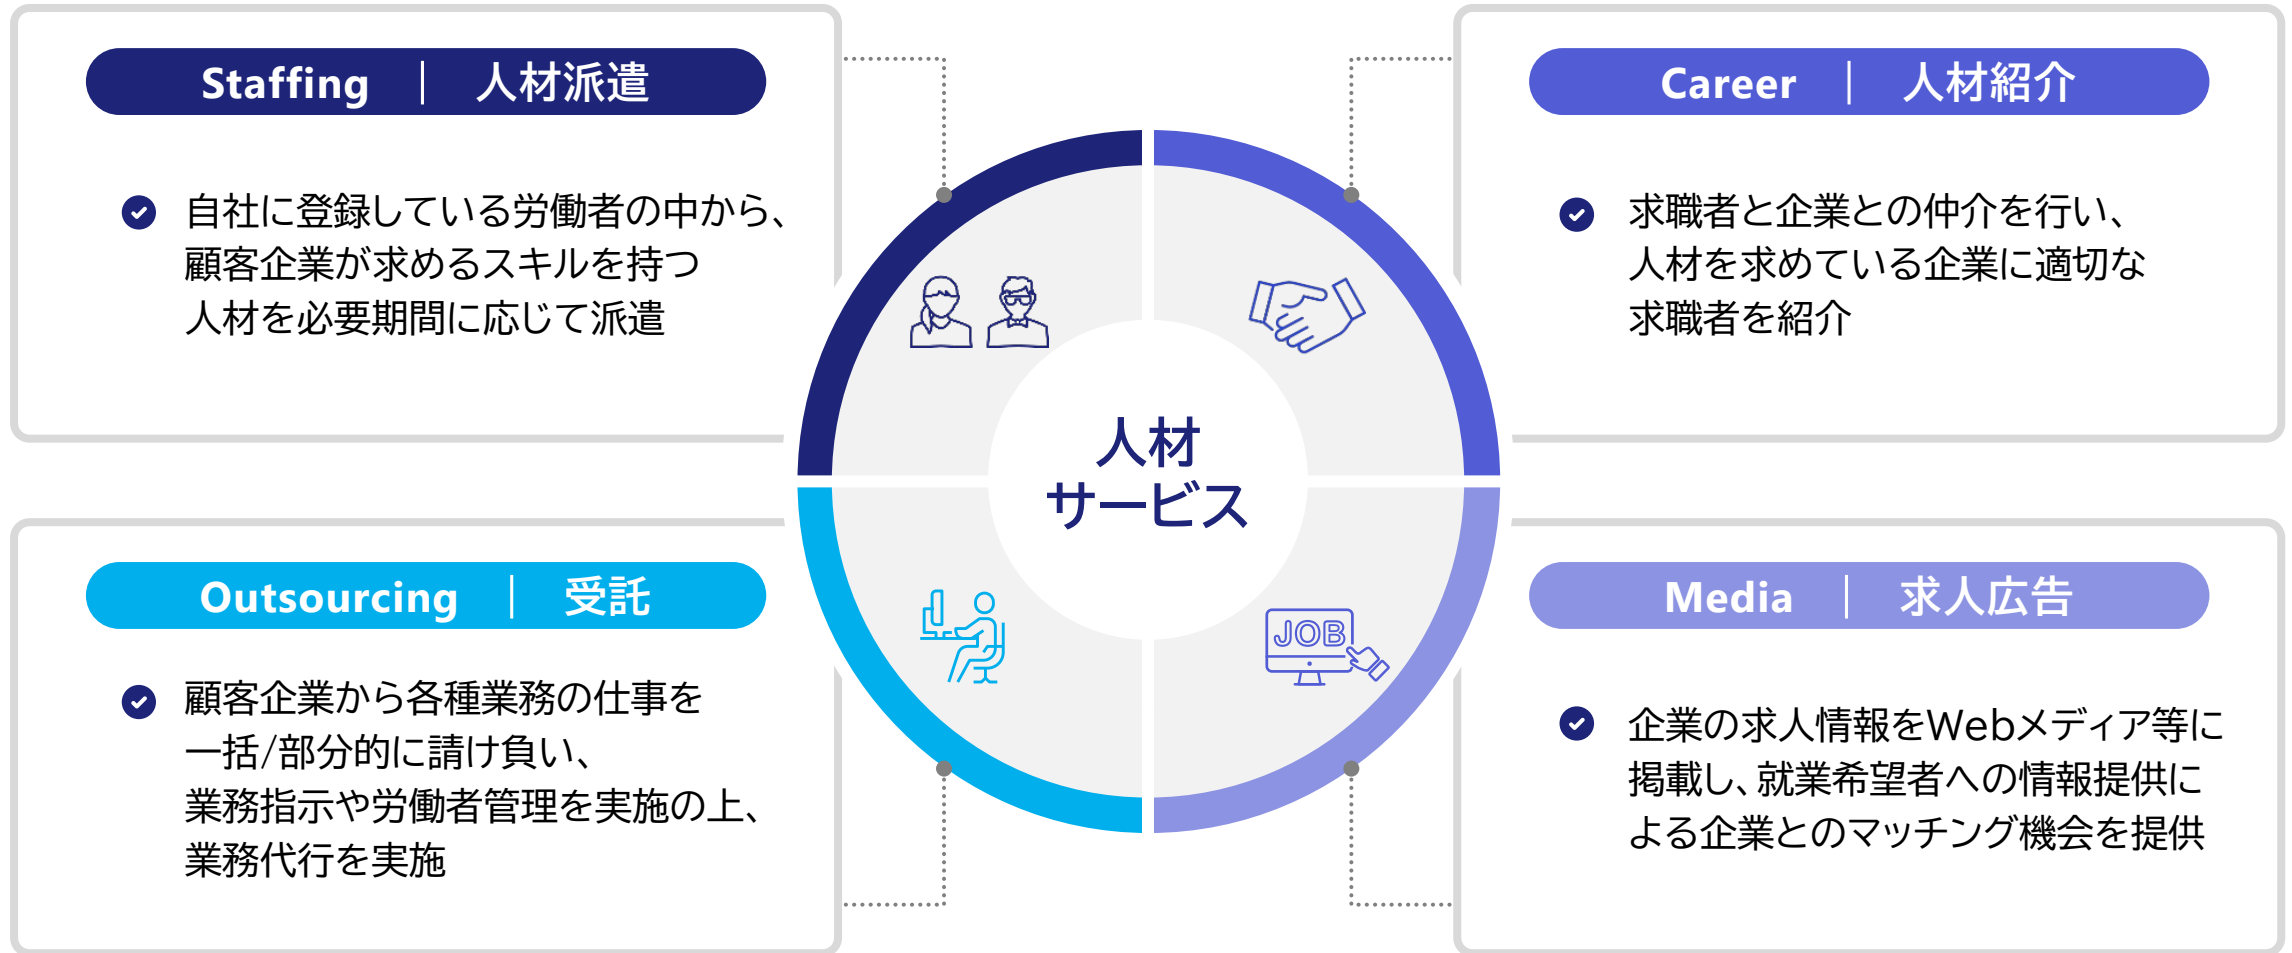 Staffing ｜ 人材派遣
自社に登録している労働者の中から、
顧客企業が求めるスキルを持つ
人材を必要期間に応じて派遣
Career ｜ 人材紹介
求職者と企業との仲介を行い、
人材を求めている企業に適切な
求職者を紹介
人材
サービス
Outsourcing ｜ 受託
顧客企業から各種業務の仕事を
一括/部分的に請け負い、
業務指示や労働者管理を実施の上、
業務代行を実施
JOB
Media ｜ 求人広告
企業の求人情報をWebメディア等に
掲載し、就業希望者への情報提供に
よる企業とのマッチング機会を提供